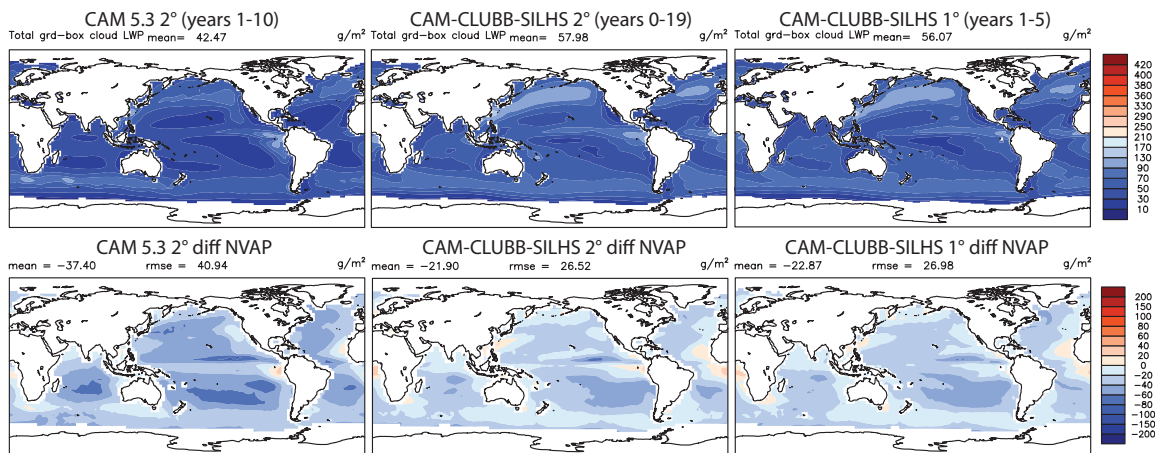 CAM 5.3 2° (years 1-10)
Total grd-box cloud LWP mean= 42.47 g/m²
CAM-CLUBB-SILHS 2° (years 0-19)
Total grd-box cloud LWP mean= 57.98 g/m²
CAM-CLUBB-SILHS 1° (years 1-5)
Total grd-box cloud LWP mean= 56.07 g/m²
420
400
380
360
330
290
250
210
170
130
90
70
50
30
10
CAM 5.3 2° diff NVAP
mean = -37.40 rmse = 40.94 g/m²
CAM-CLUBB-SILHS 2° diff NVAP
mean = -21.90 rmse = 26.52 g/m²
CAM-CLUBB-SILHS 1° diff NVAP
mean = -22.87 rmse = 26.98 g/m²
200
150
100
80
60
40
20
0
-20
-40
-60
-80
-100
-150
-200